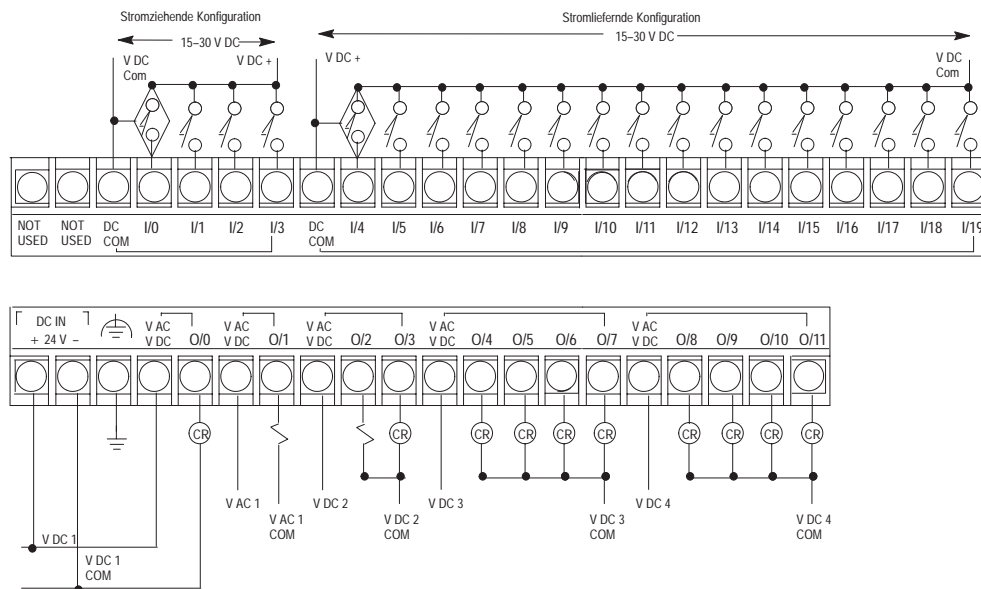 Stromziehende Konfiguration
Stromliefernde Konfiguration
15–30 V DC
15–30 V DC
V DC
Com
V DC +
V DC +
V DC
Com
NOT
USED
NOT
USED
DC
COM
I/0
I/1
I/2
I/3
DC
COM
I/4
I/5
I/6
I/7
I/8
I/9
I/10
I/11
I/12
I/13
I/14
I/15
I/16
I/17
I/18
I/19
DC IN
+ 24 V –
V AC
V DC
O/0
V AC
V DC
O/1
V AC
V DC
O/2
O/3
V AC
V DC
O/4
O/5
O/6
O/7
V AC
V DC
O/8
O/9
O/10
O/11
CR
CR
CR
CR
CR
CR
CR
CR
CR
CR
V AC 1
V AC 1
COM
V DC 2
V DC 2
COM
V DC 3
V DC 3
COM
V DC 4
V DC 4
COM
V DC 1
V DC 1
COM